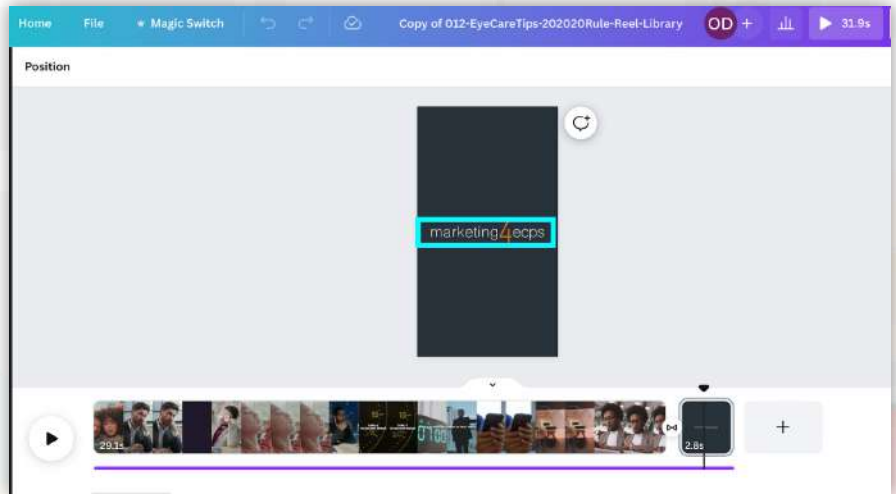 Home File Magic Switch Copy of 012-EyeCareTips-202020Rule-Reel-Library OD + 31.9s
Position
marketing4ecps
29.1s 2.8s +